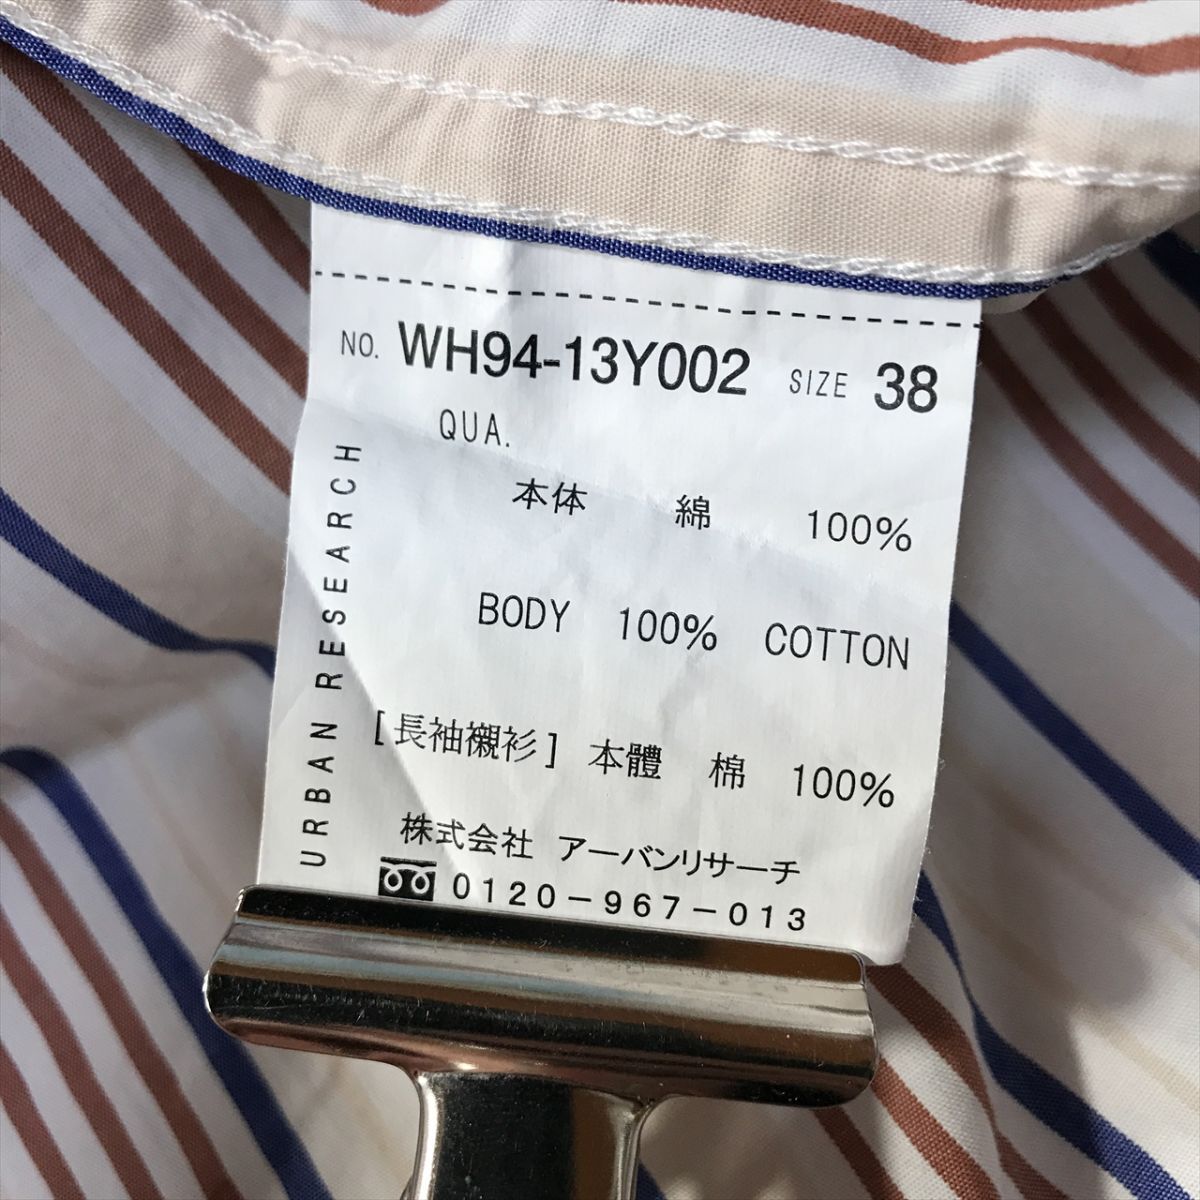 NO. WH94-13Y002 SIZE 38
QUA.
本体 綿 100%
BODY 100% COTTON
[長袖襯衫] 本體 棉 100%
株式会社 アーバンリサーチ
0120-967-013
URBAN RESEARCH